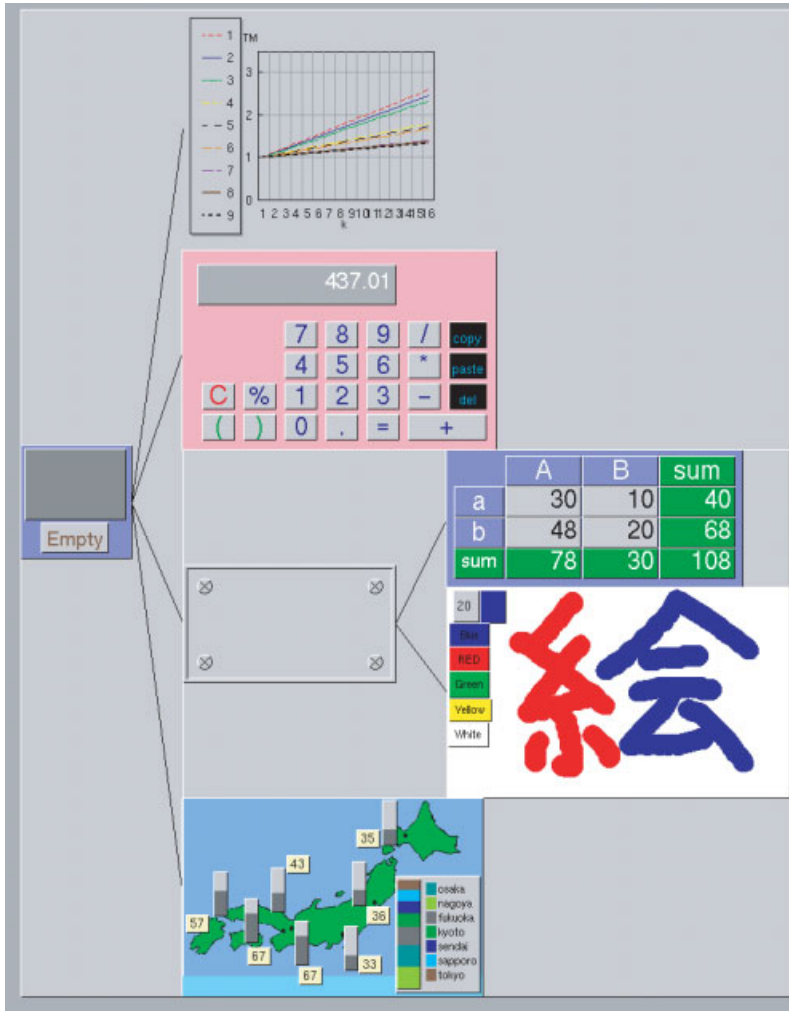 TM
1
2
3
4
5
6
7
8
9
3
2
1
0
1 2 3 4 5 6 7 8 9 10 11 12 13 14 15 16
k
437.01
7 8 9 / copy
4 5 6 * paste
C % 1 2 3 - del
( ) 0 . = +
Empty
A B sum
a 30 10 40
b 48 20 68
sum 78 30 108
20
Blue
RED
Green
Yellow
White
絵
35
43
57
36
67
67
33
osaka
nagoya
fukuoka
kyoto
sendai
sapporo
tokyo